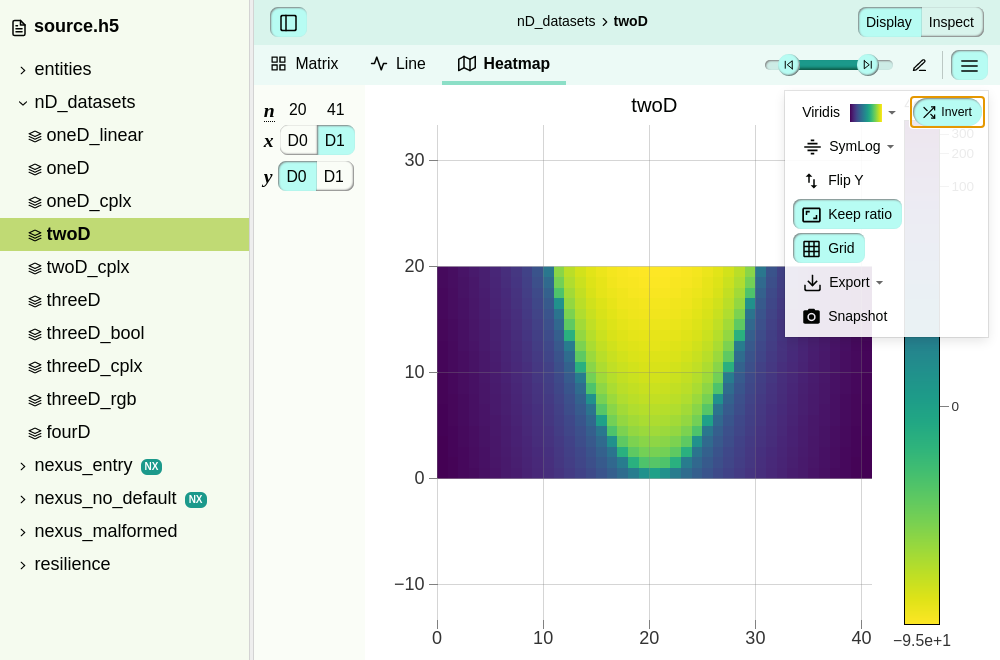 source.h5
entities
nD_datasets
oneD_linear
oneD
oneD_cplx
twoD
twoD_cplx
threeD
threeD_bool
threeD_cplx
threeD_rgb
fourD
nexus_entry NX
nexus_no_default NX
nexus_malformed
resilience
nD_datasets > twoD
Display Inspect
Matrix Line Heatmap
n 20 41
x D0 D1
y D0 D1
twoD
30
20
10
0
−10
0 10 20 30 40
Viridis Invert
SymLog
Flip Y
Keep ratio
Grid
Export
Snapshot
300
200
100
0
−9.5e+1